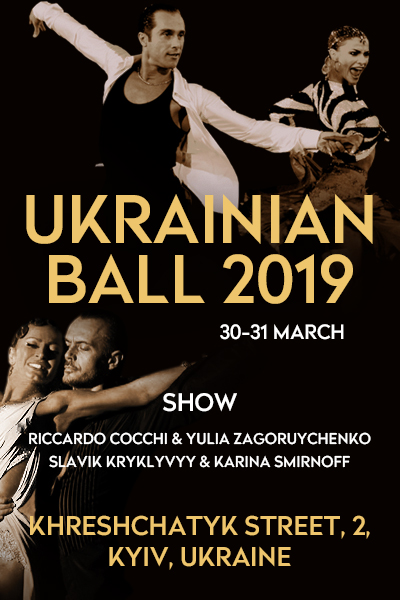 UKRAINIAN
BALL 2019
30-31 MARCH
SHOW
RICCARDO COCCHI & YULIA ZAGORUYCHENKO
SLAVIK KRYKLYVYY & KARINA SMIRNOFF
KHRESHCHATYK STREET, 2,
KYIV, UKRAINE